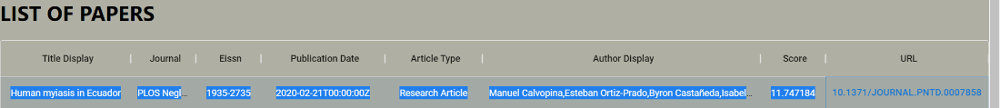 LIST OF PAPERS
Title Display | Journal | Eissn | Publication Date | Article Type | Author Display | Score | URL
Human myiasis in Ecuador PLOS Negl... 1935-2735 2020-02-21T00:00:00Z Research Article Manuel Calvopina,Esteban Ortiz-Prado,Byron Castañeda,Isabel... 11.747184 10.1371/JOURNAL.PNTD.0007858